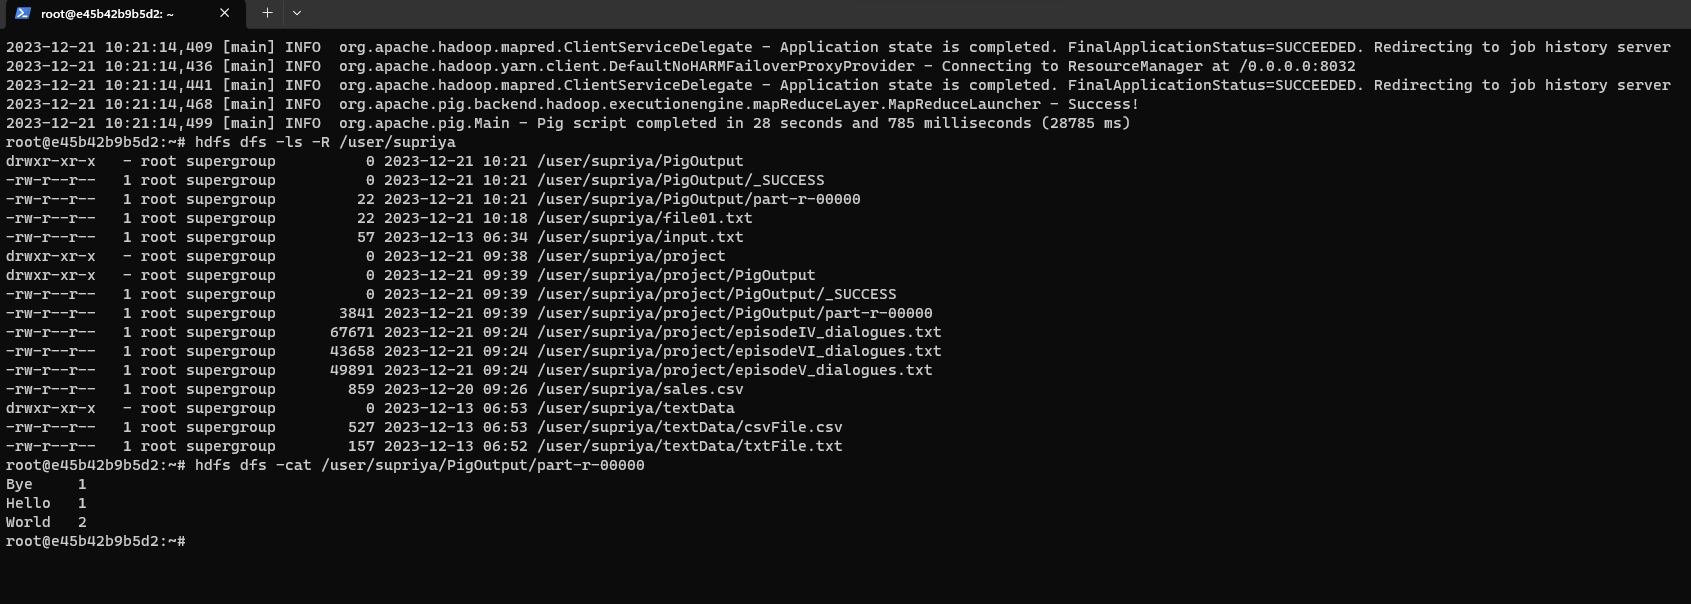 root@e45b42b9b5d2: ~
2023-12-21 10:21:14,409 [main] INFO  org.apache.hadoop.mapred.ClientServiceDelegate - Application state is completed. FinalApplicationStatus=SUCCEEDED. Redirecting to job history server
2023-12-21 10:21:14,436 [main] INFO  org.apache.hadoop.yarn.client.DefaultNoHARMFailoverProxyProvider - Connecting to ResourceManager at /0.0.0.0:8032
2023-12-21 10:21:14,441 [main] INFO  org.apache.hadoop.mapred.ClientServiceDelegate - Application state is completed. FinalApplicationStatus=SUCCEEDED. Redirecting to job history server
2023-12-21 10:21:14,468 [main] INFO  org.apache.pig.backend.hadoop.executionengine.mapReduceLayer.MapReduceLauncher - Success!
2023-12-21 10:21:14,499 [main] INFO  org.apache.pig.Main - Pig script completed in 28 seconds and 785 milliseconds (28785 ms)
root@e45b42b9b5d2:~# hdfs dfs -ls -R /user/supriya
drwxr-xr-x   - root supergroup          0 2023-12-21 10:21 /user/supriya/PigOutput
-rw-r--r--   1 root supergroup          0 2023-12-21 10:21 /user/supriya/PigOutput/_SUCCESS
-rw-r--r--   1 root supergroup         22 2023-12-21 10:21 /user/supriya/PigOutput/part-r-00000
-rw-r--r--   1 root supergroup         22 2023-12-21 10:18 /user/supriya/file01.txt
-rw-r--r--   1 root supergroup         57 2023-12-13 06:34 /user/supriya/input.txt
drwxr-xr-x   - root supergroup          0 2023-12-21 09:38 /user/supriya/project
drwxr-xr-x   - root supergroup          0 2023-12-21 09:39 /user/supriya/project/PigOutput
-rw-r--r--   1 root supergroup          0 2023-12-21 09:39 /user/supriya/project/PigOutput/_SUCCESS
-rw-r--r--   1 root supergroup       3841 2023-12-21 09:39 /user/supriya/project/PigOutput/part-r-00000
-rw-r--r--   1 root supergroup      67671 2023-12-21 09:24 /user/supriya/project/episodeIV_dialogues.txt
-rw-r--r--   1 root supergroup      43658 2023-12-21 09:24 /user/supriya/project/episodeVI_dialogues.txt
-rw-r--r--   1 root supergroup      49891 2023-12-21 09:24 /user/supriya/project/episodeV_dialogues.txt
-rw-r--r--   1 root supergroup        859 2023-12-20 09:26 /user/supriya/sales.csv
drwxr-xr-x   - root supergroup          0 2023-12-13 06:53 /user/supriya/textData
-rw-r--r--   1 root supergroup        527 2023-12-13 06:53 /user/supriya/textData/csvFile.csv
-rw-r--r--   1 root supergroup        157 2023-12-13 06:52 /user/supriya/textData/txtFile.txt
root@e45b42b9b5d2:~# hdfs dfs -cat /user/supriya/PigOutput/part-r-00000
Bye     1
Hello   1
World   2
root@e45b42b9b5d2:~#